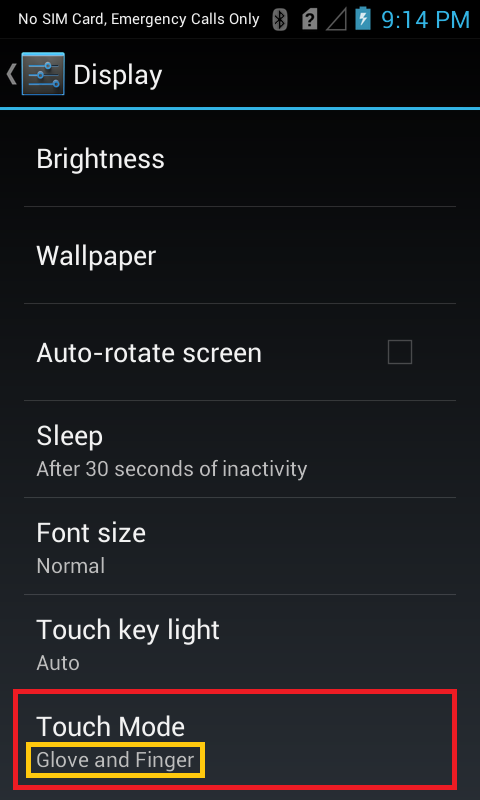 No SIM Card, Emergency Calls Only ? 9:14 PM
Display
Brightness
Wallpaper
Auto-rotate screen
Sleep
After 30 seconds of inactivity
Font size
Normal
Touch key light
Auto
Touch Mode
Glove and Finger